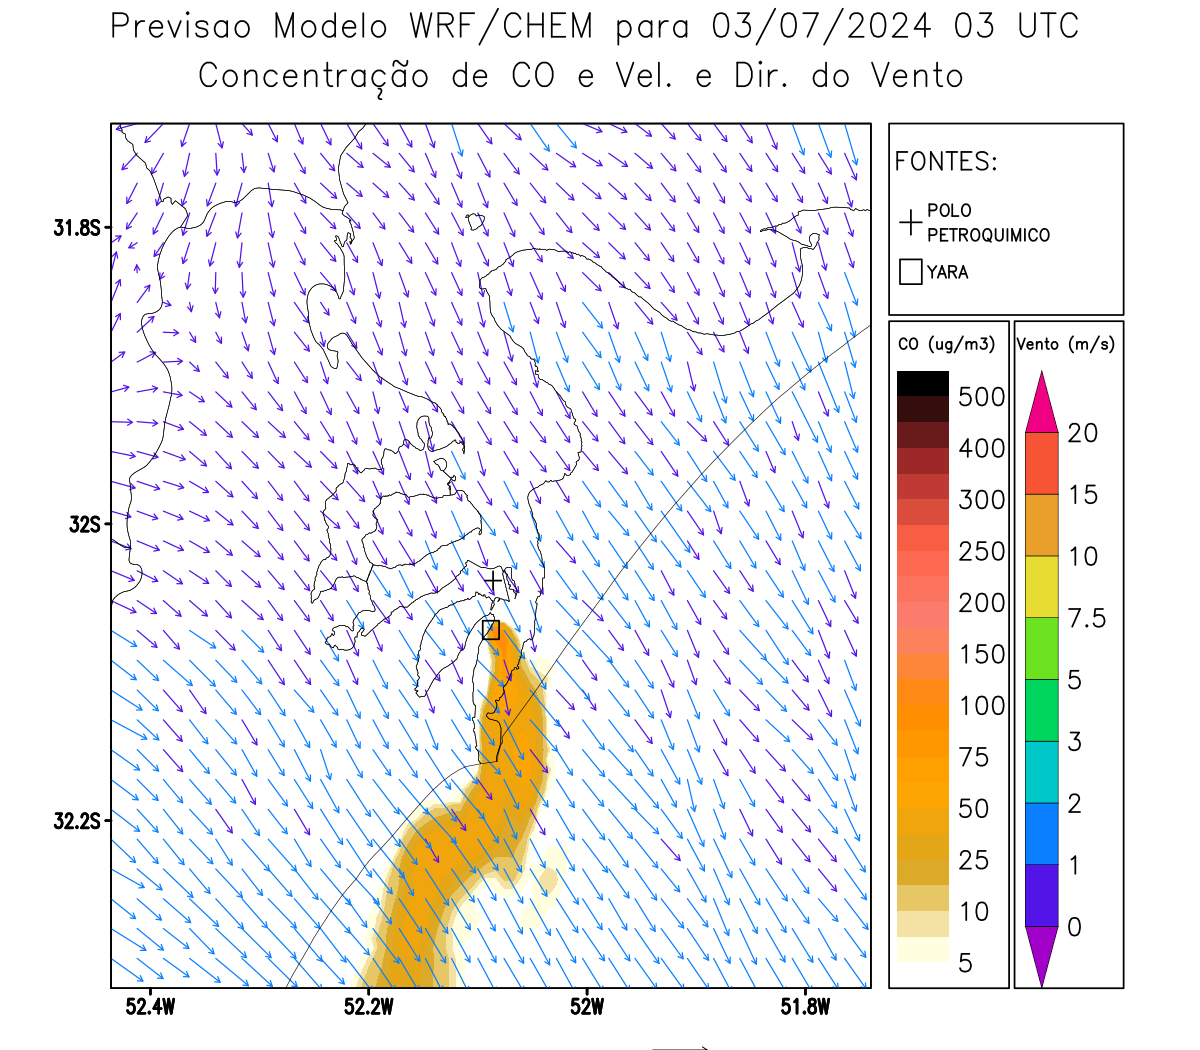 Previsao Modelo WRF/CHEM para 03/07/2024 03 UTC
Concentração de CO e Vel. e Dir. do Vento
FONTES:
POLO
PETROQUIMICO
YARA
CO (ug/m3)
500
400
300
250
200
150
100
75
50
25
10
5
Vento (m/s)
20
15
10
7.5
5
3
2
1
0
31.8S
32S
32.2S
52.4W
52.2W
52W
51.8W